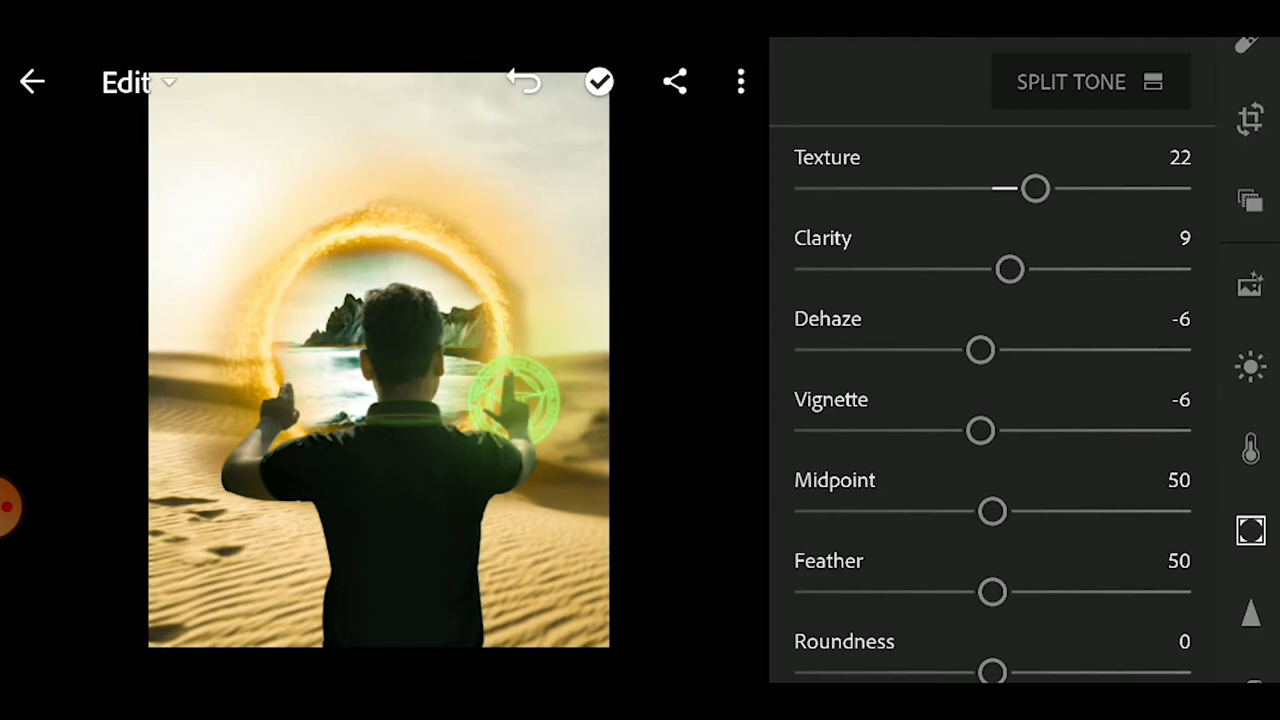 Edit
SPLIT TONE
Texture 22
Clarity 9
Dehaze -6
Vignette -6
Midpoint 50
Feather 50
Roundness 0